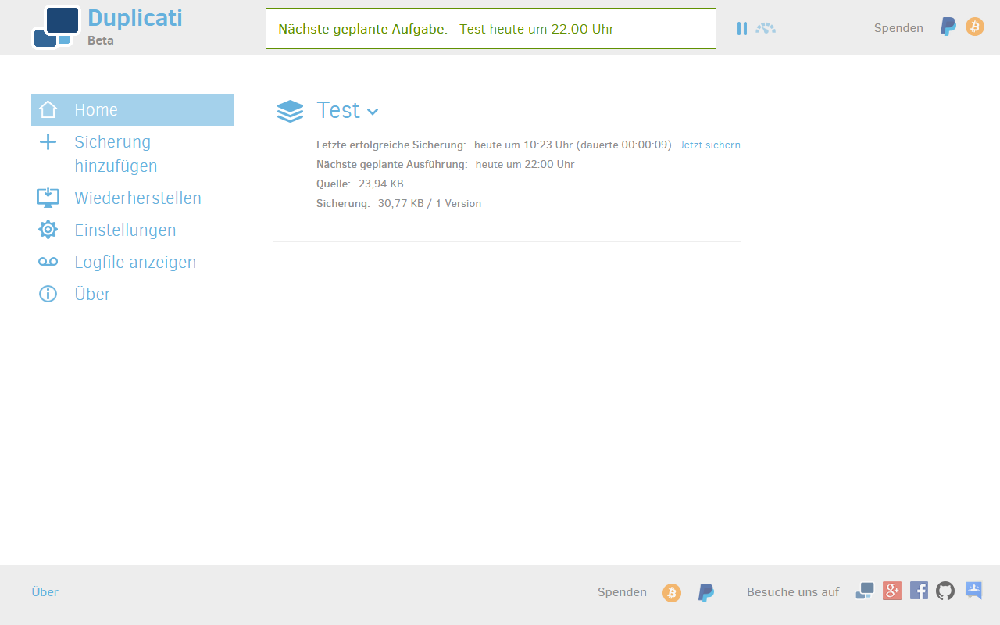 Duplicati
Beta
Nächste geplante Aufgabe: Test heute um 22:00 Uhr
Spenden
Home
Sicherung
hinzufügen
Wiederherstellen
Einstellungen
Logfile anzeigen
Über
Test
Letzte erfolgreiche Sicherung: heute um 10:23 Uhr (dauerte 00:00:09) Jetzt sichern
Nächste geplante Ausführung: heute um 22:00 Uhr
Quelle: 23,94 KB
Sicherung: 30,77 KB / 1 Version
Über
Spenden
Besuche uns auf